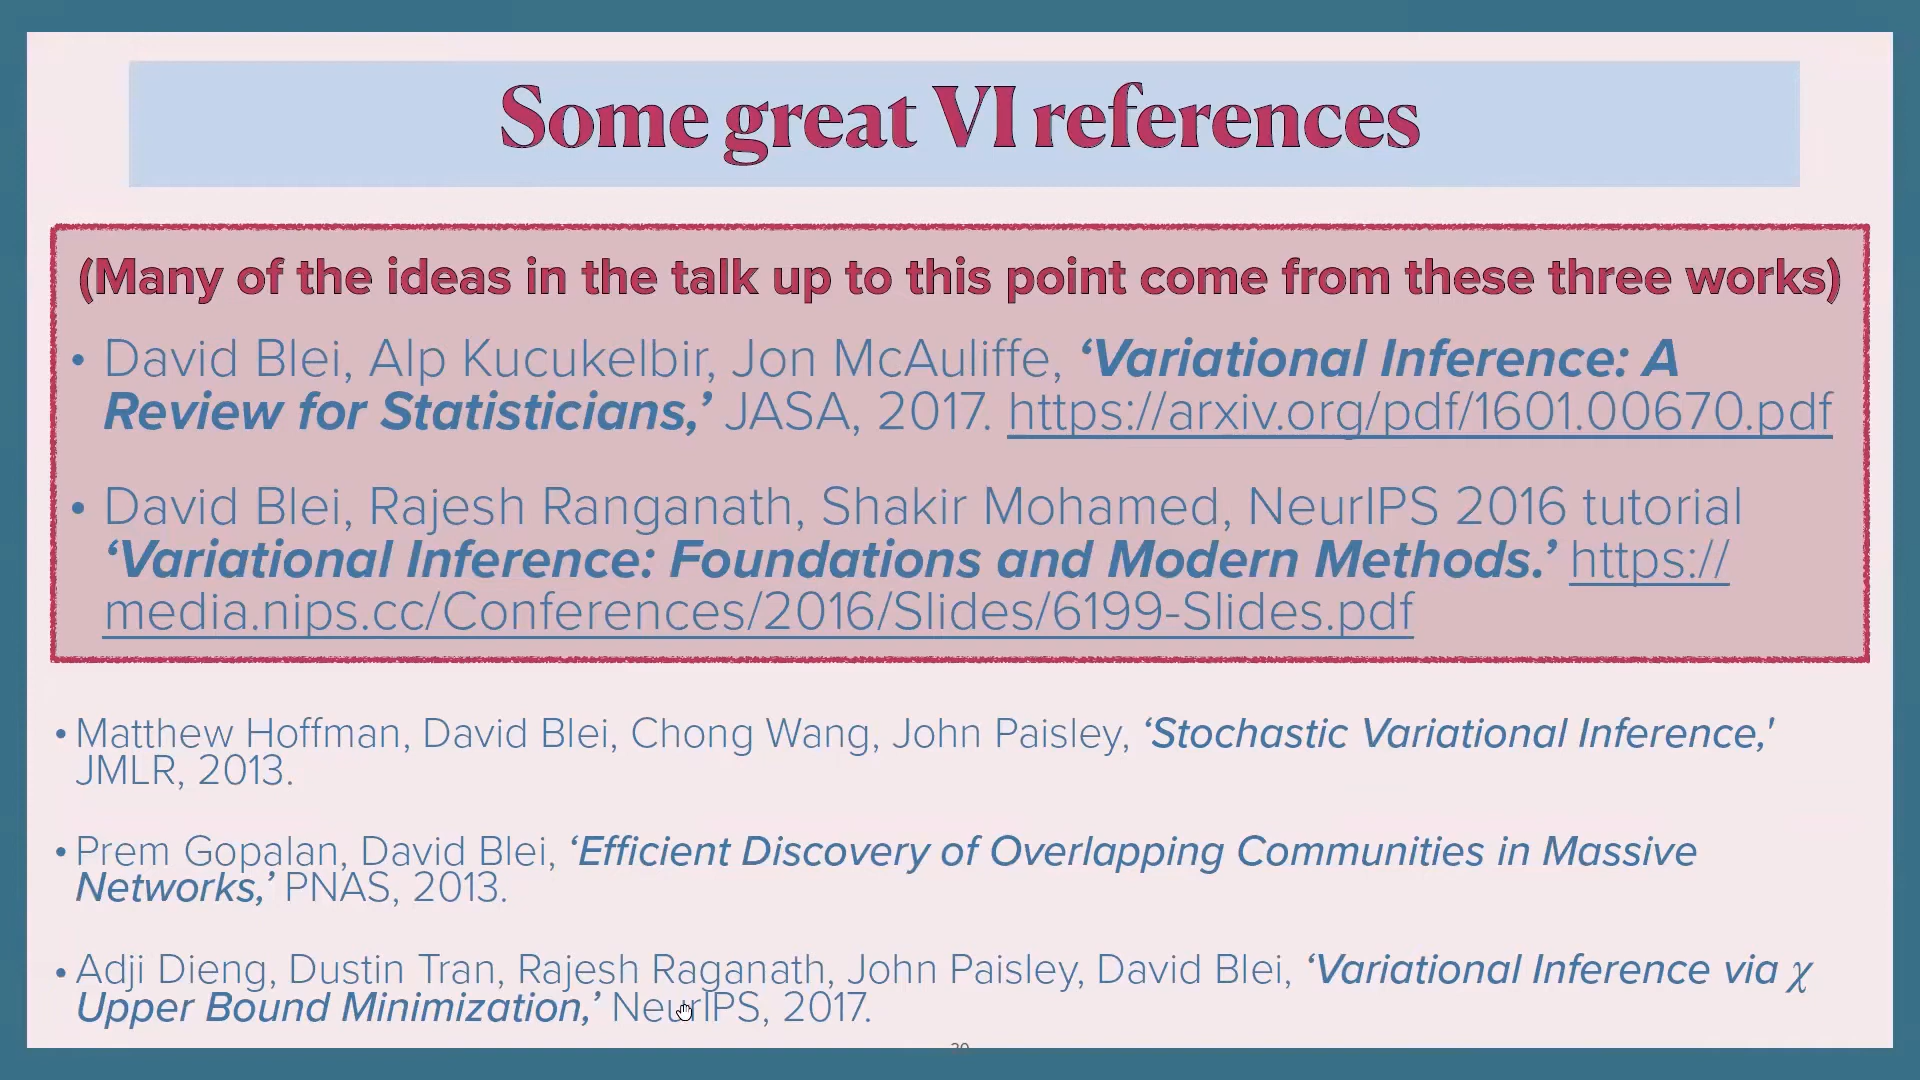 Some great VI references
(Many of the ideas in the talk up to this point come from these three works)
• David Blei, Alp Kucukelbir, Jon McAuliffe, ‘Variational Inference: A
Review for Statisticians,’ JASA, 2017. https://arxiv.org/pdf/1601.00670.pdf
• David Blei, Rajesh Ranganath, Shakir Mohamed, NeurIPS 2016 tutorial
‘Variational Inference: Foundations and Modern Methods.’ https://
media.nips.cc/Conferences/2016/Slides/6199-Slides.pdf
• Matthew Hoffman, David Blei, Chong Wang, John Paisley, ‘Stochastic Variational Inference,'
JMLR, 2013.
• Prem Gopalan, David Blei, ‘Efficient Discovery of Overlapping Communities in Massive
Networks,’ PNAS, 2013.
• Adji Dieng, Dustin Tran, Rajesh Raganath, John Paisley, David Blei, ‘Variational Inference via χ
Upper Bound Minimization,’ NeurIPS, 2017.